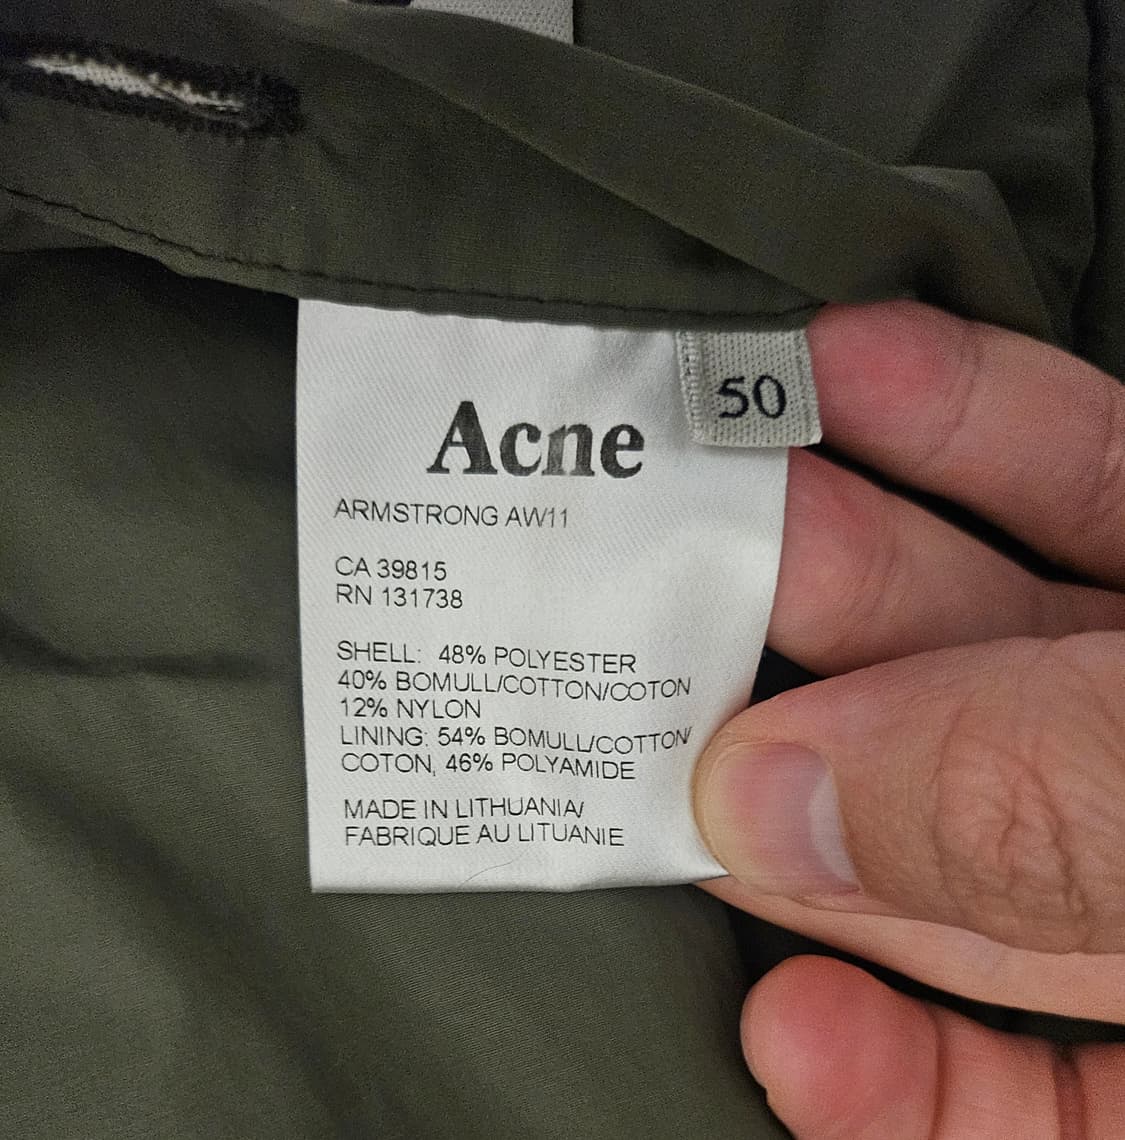 50
Acne
ARMSTRONG AW11
CA 39815
RN 131738
SHELL: 48% POLYESTER
40% BOMULL/COTTON/COTON
12% NYLON
LINING: 54% BOMULL/COTTON/
COTON, 46% POLYAMIDE
MADE IN LITHUANIA/
FABRIQUE AU LITUANIE